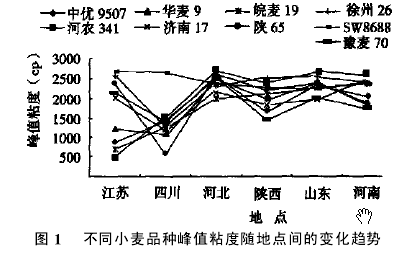 中优 9507 华麦 9 皖麦 19 徐州 26
河农 341 济南 17 陕 65 SW8688
豫麦 70
峰值粘度（cp）
3000
2500
2000
1500
1000
500
江苏 四川 河北 陕西 山东 河南
地 点
图 1 不同小麦品种峰值粘度随地点间的变化趋势